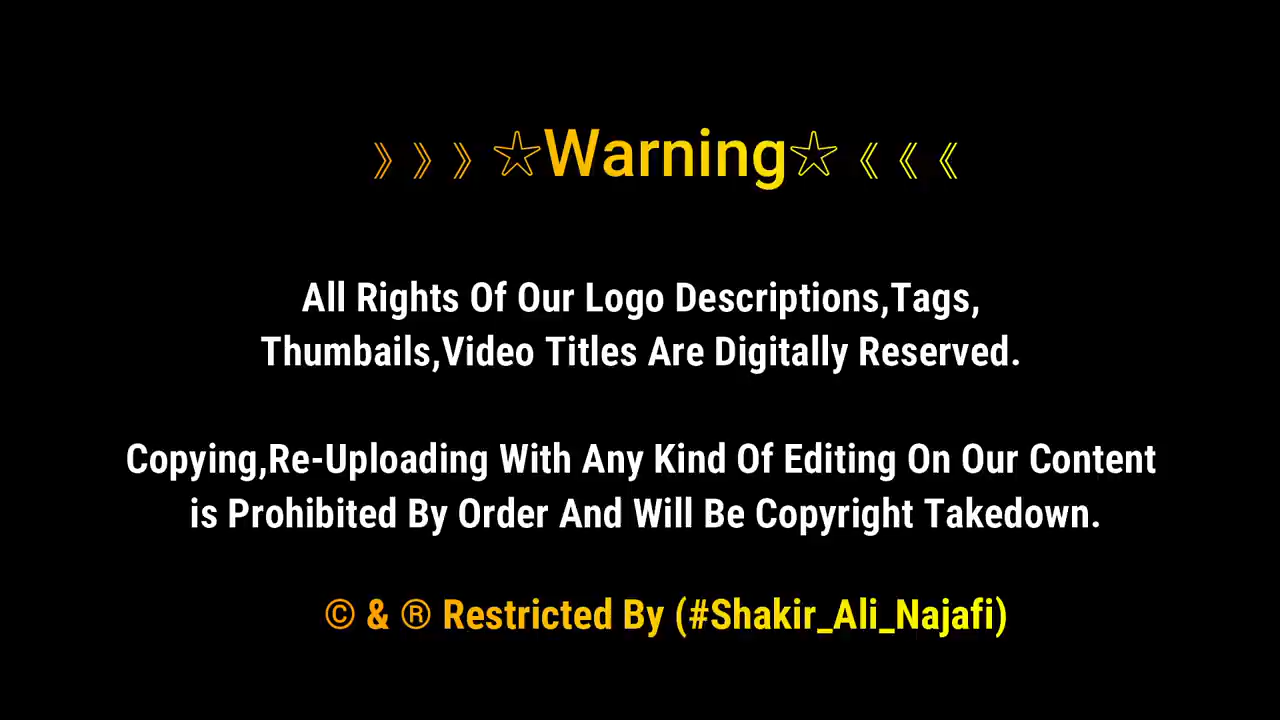 》》》☆Warning☆《《《
All Rights Of Our Logo Descriptions,Tags,
Thumbails,Video Titles Are Digitally Reserved.
Copying,Re-Uploading With Any Kind Of Editing On Our Content
is Prohibited By Order And Will Be Copyright Takedown.
© & ® Restricted By (#Shakir_Ali_Najafi)